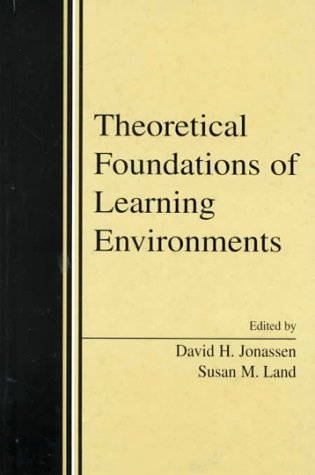 Theoretical
Foundations of
Learning
Environments
Edited by
David H. Jonassen
Susan M. Land